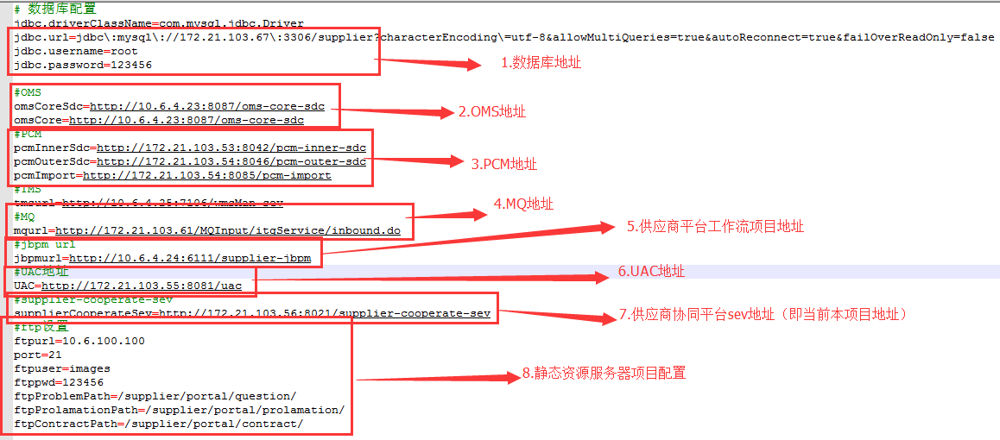 # 数据库配置
jdbc.driverClassName=com.mysql.jdbc.Driver
jdbc.url=jdbc\:mysql\://172.21.103.67\:3306/supplier?characterEncoding\=utf-8&allowMultiQueries=true&autoReconnect=true&failOverReadOnly=false
jdbc.username=root
jdbc.password=123456
1.数据库地址
#OMS
omsCoreSdc=http://10.6.4.23:8087/oms-core-sdc
omsCore=http://10.6.4.23:8087/oms-core-sdc
2.OMS地址
#PCM
pcmInnerSdc=http://172.21.103.53:8042/pcm-inner-sdc
pcmOuterSdc=http://172.21.103.54:8046/pcm-outer-sdc
pcmImport=http://172.21.103.54:8085/pcm-import
3.PCM地址
#TMS
tmsurl=http://10.6.4.25:7106/wmsMan-sev
#MQ
mqurl=http://172.21.103.61/MQInput/itgService/inbound.do
4.MQ地址
#jbpm url
jbpmurl=http://10.6.4.24:6111/supplier-jbpm
5.供应商平台工作流项目地址
#UAC地址
UAC=http://172.21.103.55:8081/uac
6.UAC地址
#supplier-cooperate-sev
supplierCooperateSev=http://172.21.103.56:8021/supplier-cooperate-sev
7.供应商协同平台sev地址（即当前本项目地址）
#ftp设置
ftpurl=10.6.100.100
port=21
ftpuser=images
ftppwd=123456
ftpProblemPath=/supplier/portal/question/
ftpProlamationPath=/supplier/portal/prolamation/
ftpContractPath=/supplier/portal/contract/
8.静态资源服务器项目配置